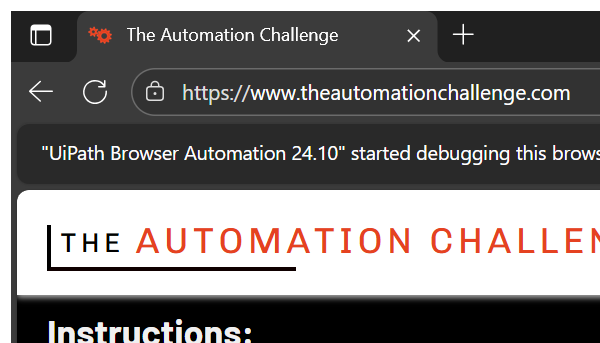 The Automation Challenge
https://www.theautomationchallenge.com
"UiPath Browser Automation 24.10" started debugging this brows
THE AUTOMATION CHALLEN
Instructions: